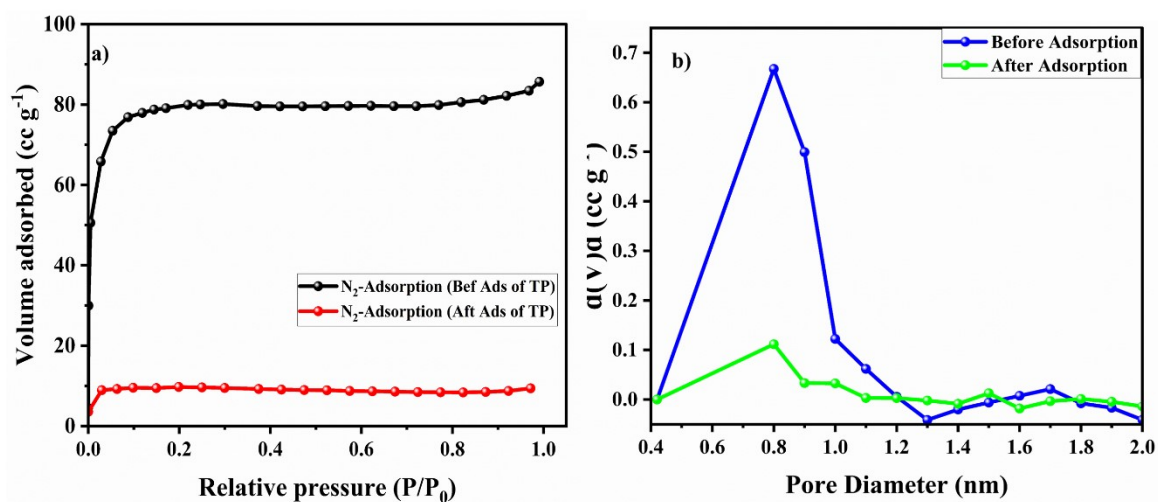 a)
100
80
60
40
20
0
Volume adsorbed (cc g⁻¹)
N₂-Adsorption (Bef Ads of TP)
N₂-Adsorption (Aft Ads of TP)
0.0 0.2 0.4 0.6 0.8 1.0
Relative pressure (P/P₀)
b)
Before Adsorption
After Adsorption
0.7
0.6
0.5
0.4
0.3
0.2
0.1
0.0
(cc g
0.4 0.6 0.8 1.0 1.2 1.4 1.6 1.8 2.0
Pore Diameter (nm)